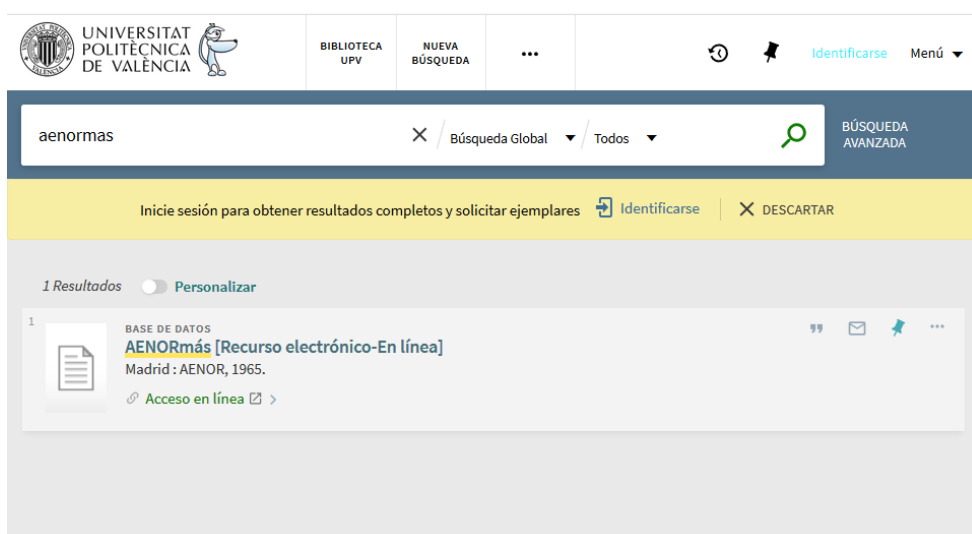 UNIVERSITAT
POLITÈCNICA
DE VALÈNCIA
BIBLIOTECA
UPV
NUEVA
BÚSQUEDA
Identificarse
Menú
aenormas
Búsqueda Global
Todos
BÚSQUEDA
AVANZADA
Inicie sesión para obtener resultados completos y solicitar ejemplares Identificarse DESCARTAR
1 Resultados Personalizar
1
BASE DE DATOS
AENORmás [Recurso electrónico-En línea]
Madrid : AENOR, 1965.
Acceso en línea